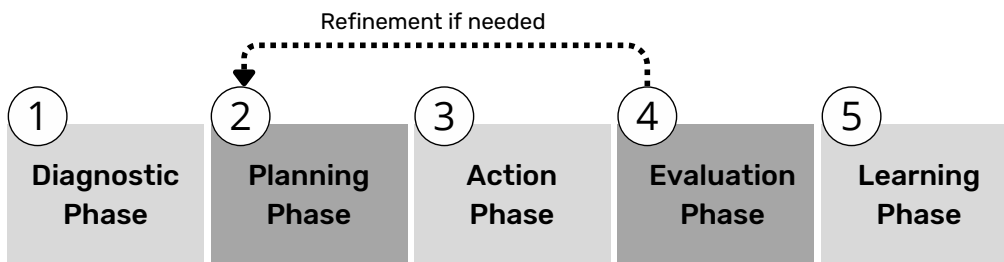 Refinement if needed
1
2
3
4
5
Diagnostic
Phase
Planning
Phase
Action
Phase
Evaluation
Phase
Learning
Phase